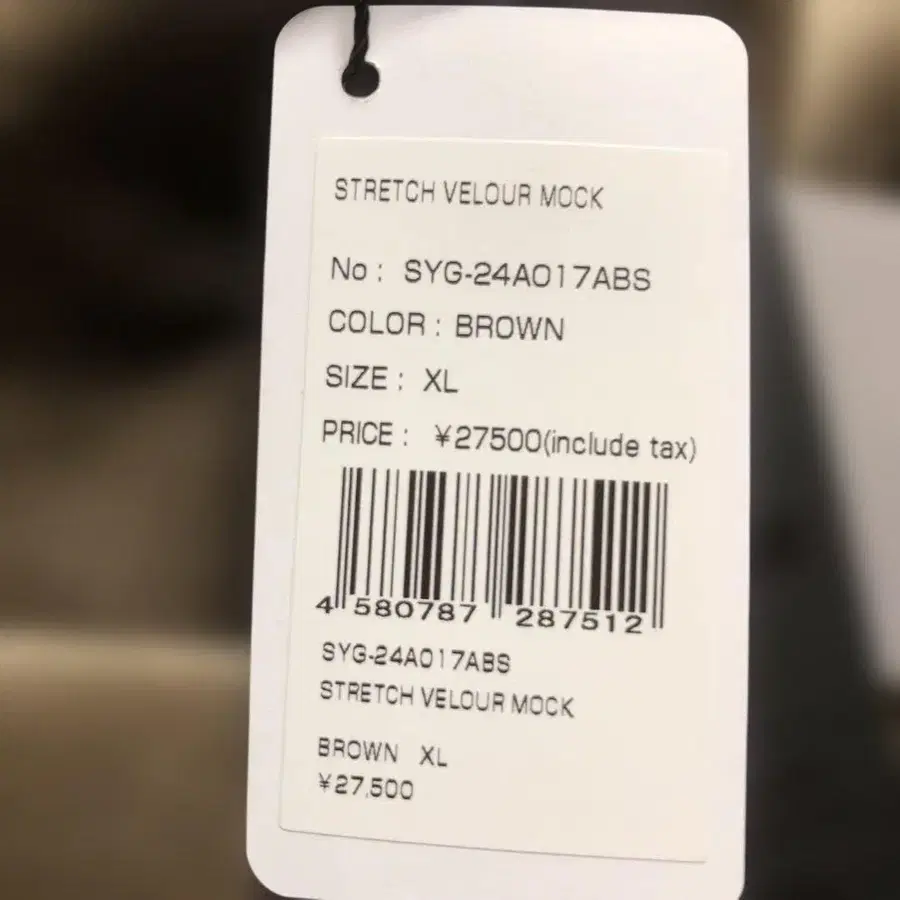 STRETCH VELOUR MOCK
No : SYG-24A017ABS
COLOR : BROWN
SIZE : XL
PRICE : ¥27500(include tax)
4 580787 287512
SYG-24A017ABS
STRETCH VELOUR MOCK
BROWN XL
¥27,500